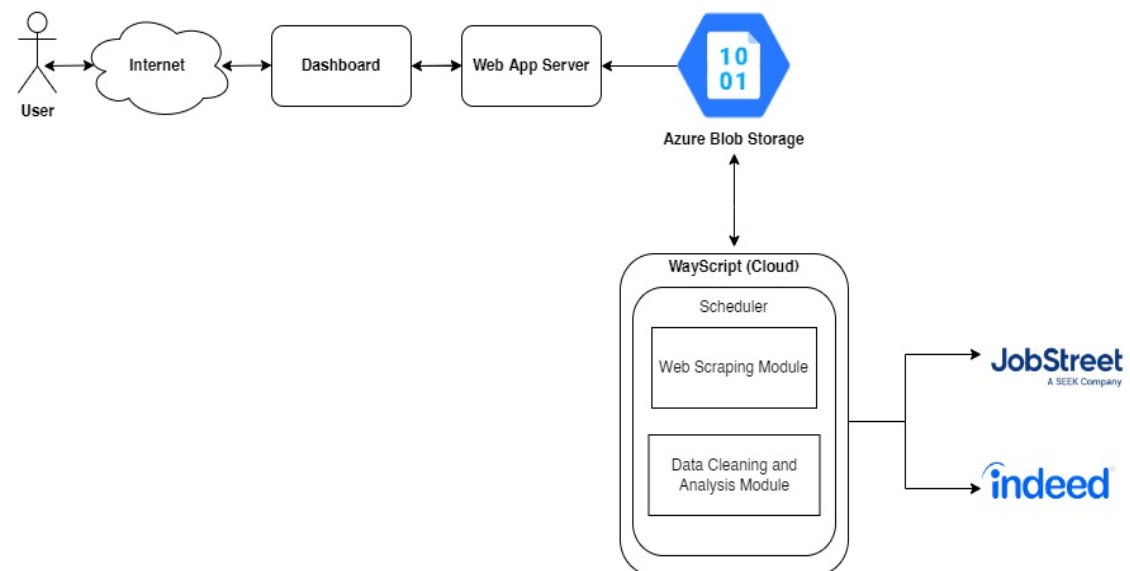 User
Internet
Dashboard
Web App Server
10
01
Azure Blob Storage
WayScript (Cloud)
Scheduler
Web Scraping Module
Data Cleaning and
Analysis Module
JobStreet
A SEEK Company
indeed